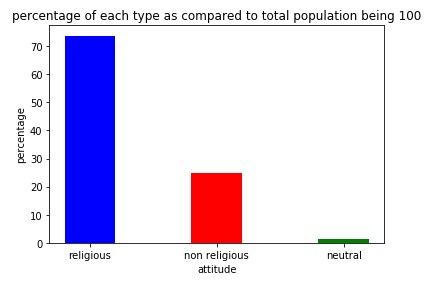 percentage of each type as compared to total population being 100
percentage
70
60
50
40
30
20
10
0
religious non religious neutral
attitude